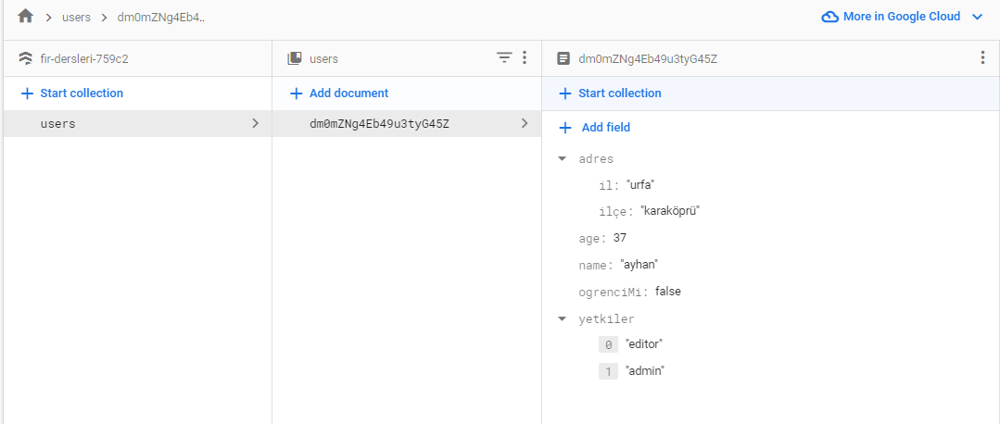 users
dm0mZNg4Eb4..
More in Google Cloud
fir-dersleri-759c2
users
dm0mZNg4Eb49u3tyG45Z
Start collection
Add document
Start collection
users
dm0mZNg4Eb49u3tyG45Z
Add field
adres
il: "urfa"
ilçe: "karaköprü"
age: 37
name: "ayhan"
ogrenciMi: false
yetkiler
0 "editor"
1 "admin"